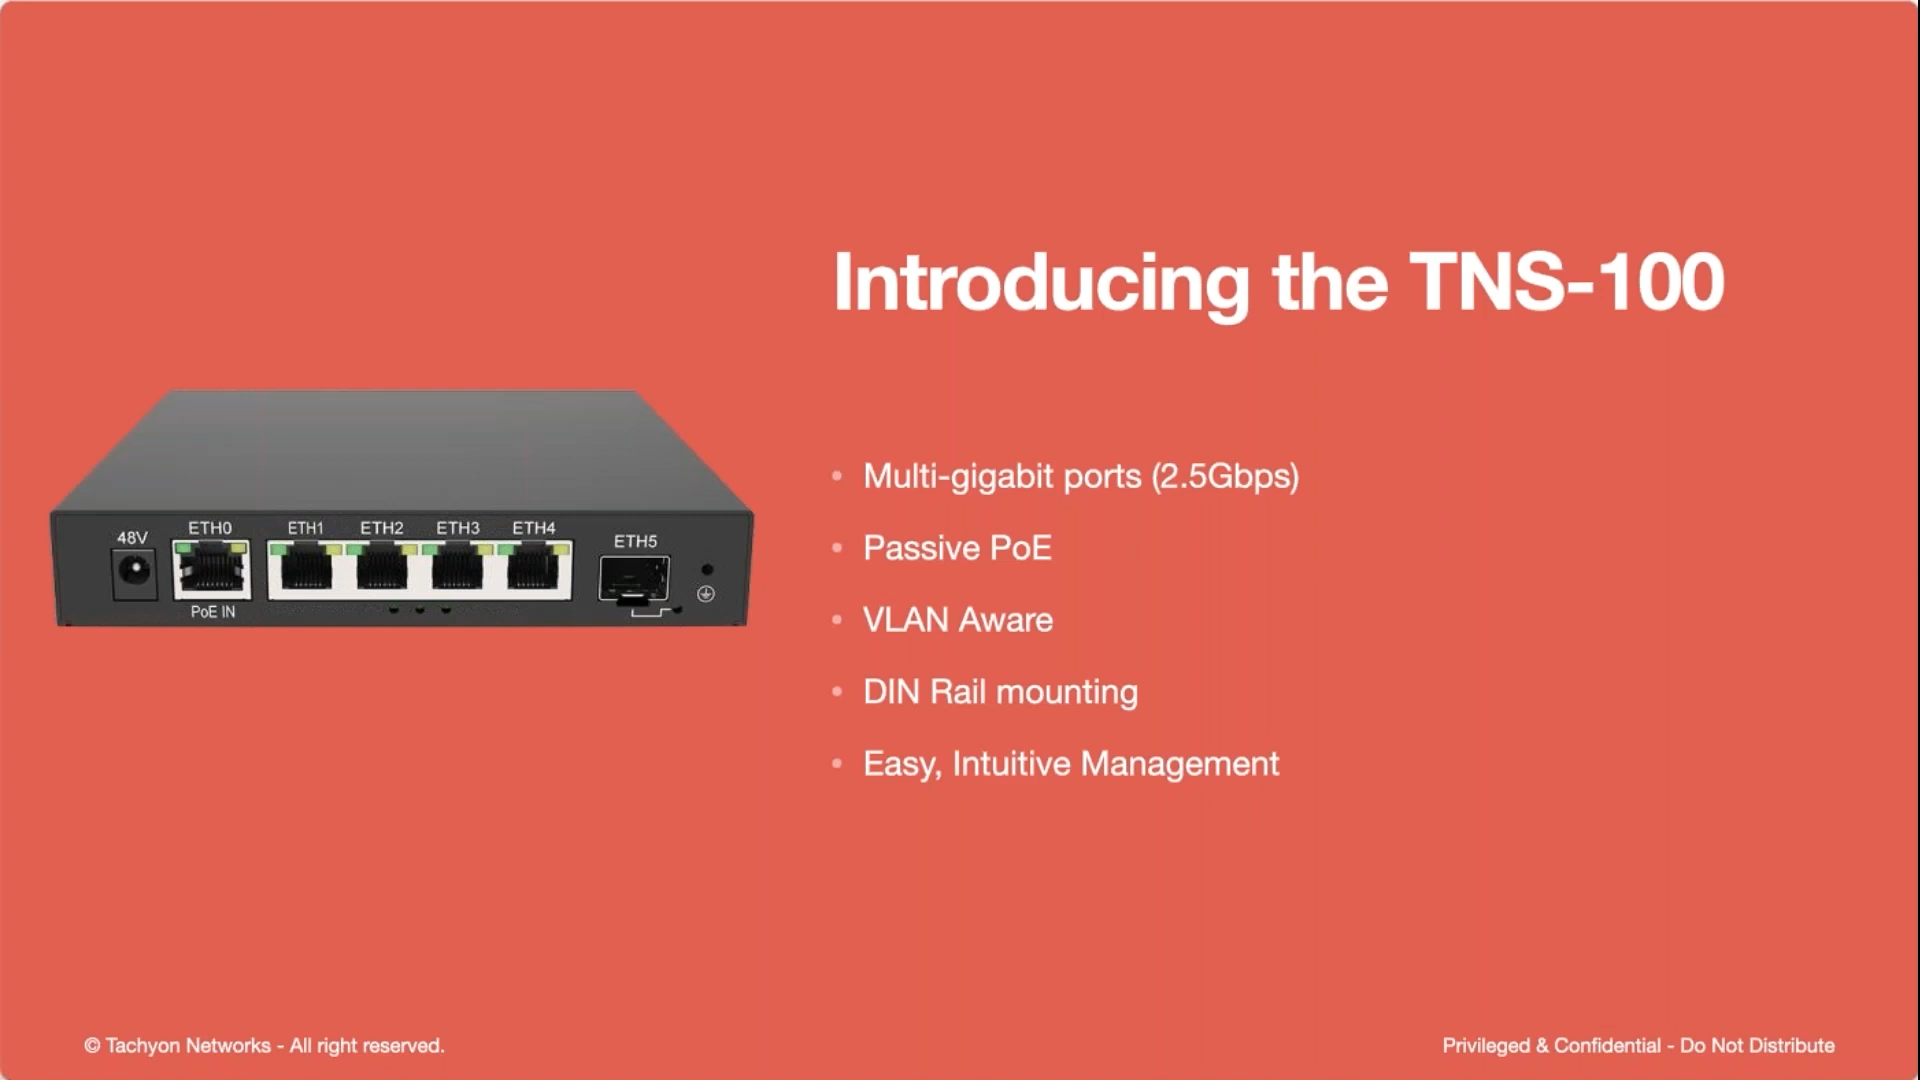 Introducing the TNS-100
48V
ETH0
ETH1
ETH2
ETH3
ETH4
ETH5
PoE IN
• Multi-gigabit ports (2.5Gbps)
• Passive PoE
• VLAN Aware
• DIN Rail mounting
• Easy, Intuitive Management
© Tachyon Networks - All right reserved.
Privileged & Confidential - Do Not Distribute